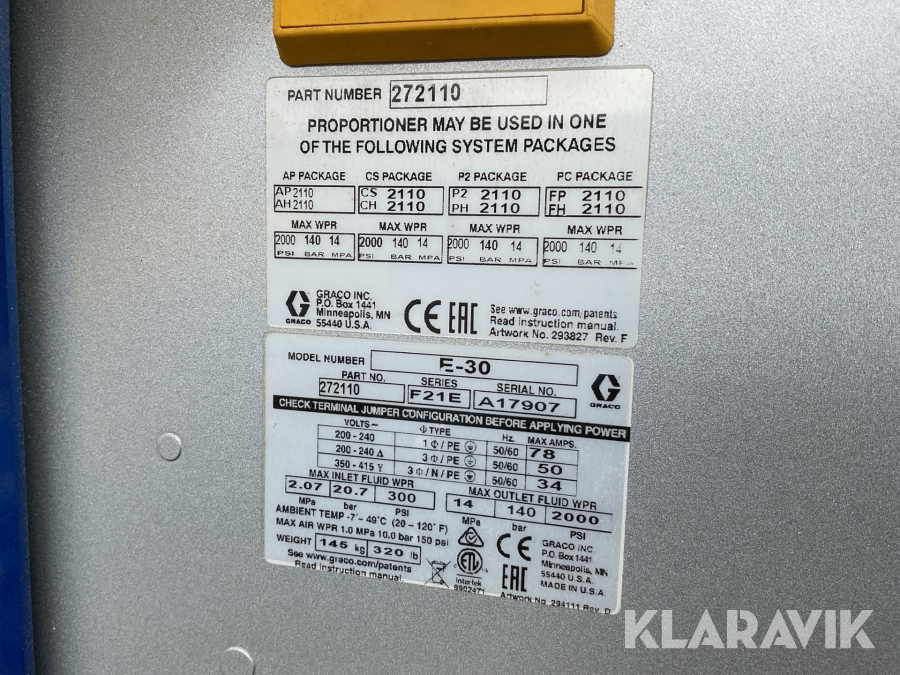 PART NUMBER 272110
PROPORTIONER MAY BE USED IN ONE
OF THE FOLLOWING SYSTEM PACKAGES
AP PACKAGE CS PACKAGE P2 PACKAGE PC PACKAGE
AP 2110 CS 2110 P2 2110 FP 2110
AH 2110 CH 2110 PH 2110 FH 2110
MAX WPR MAX WPR MAX WPR MAX WPR
2000 140 14 2000 140 14 2000 140 14 2000 140 14
PSI BAR MPA PSI BAR MPA PSI BAR MPA PSI BAR MPA
GRACO
GRACO INC.
P.O. Box 1441
Minneapolis, MN
55440 U.S.A.
CE EAC
See www.graco.com/patents
Read instruction manual.
Artwork No. 293827 Rev. F
MODEL NUMBER E-30
PART NO. SERIES SERIAL NO.
272110 F21E A17907
GRACO
CHECK TERMINAL JUMPER CONFIGURATION BEFORE APPLYING POWER
VOLTS ~ Φ TYPE Hz. MAX AMPS.
200 - 240 1 Φ / PE 50/60 78
200 - 240 Δ 3 Φ / PE 50/60 50
350 - 415 Y 3 Φ / N / PE 50/60 34
MAX INLET FLUID WPR MAX OUTLET FLUID WPR
2.07 20.7 300 14 140 2000
MPa bar PSI MPa bar PSI
AMBIENT TEMP -7° - 49°C (20 - 120° F)
MAX AIR WPR 1.0 MPa 10.0 bar 150 psi
WEIGHT 145 kg 320 lb
See www.graco.com/patents
Read instruction manual
ETL
Intertek
9902471
CE
EAC
GRACO INC
P.O. Box 1441
Minneapolis, MN
55440 U.S.A.
MADE IN U.S.A.
Artwork No. 294111 Rev. D
KLARAVIK